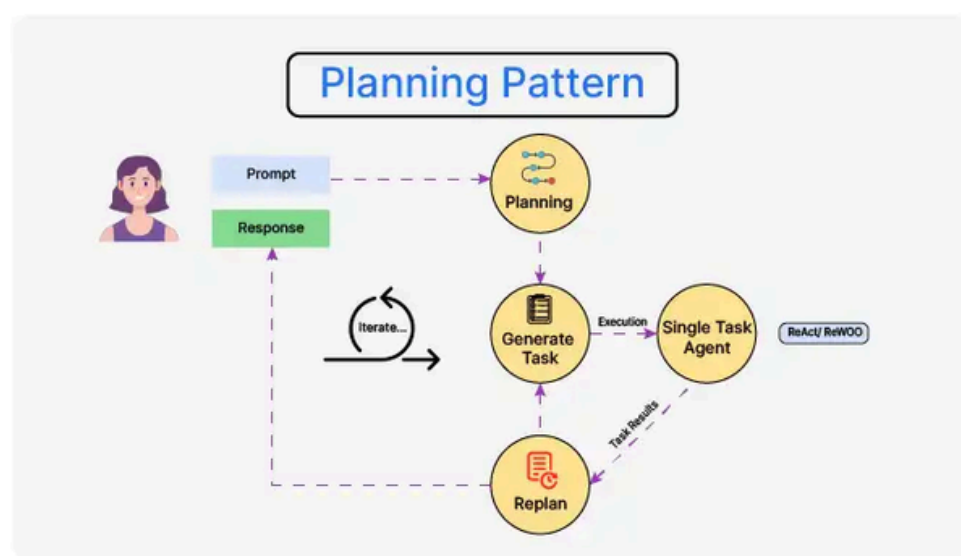 Planning Pattern
Prompt
Planning
Response
iterate...
Generate
Task
Execution
Single Task
Agent
ReAct/ ReWOO
Task Results
Replan